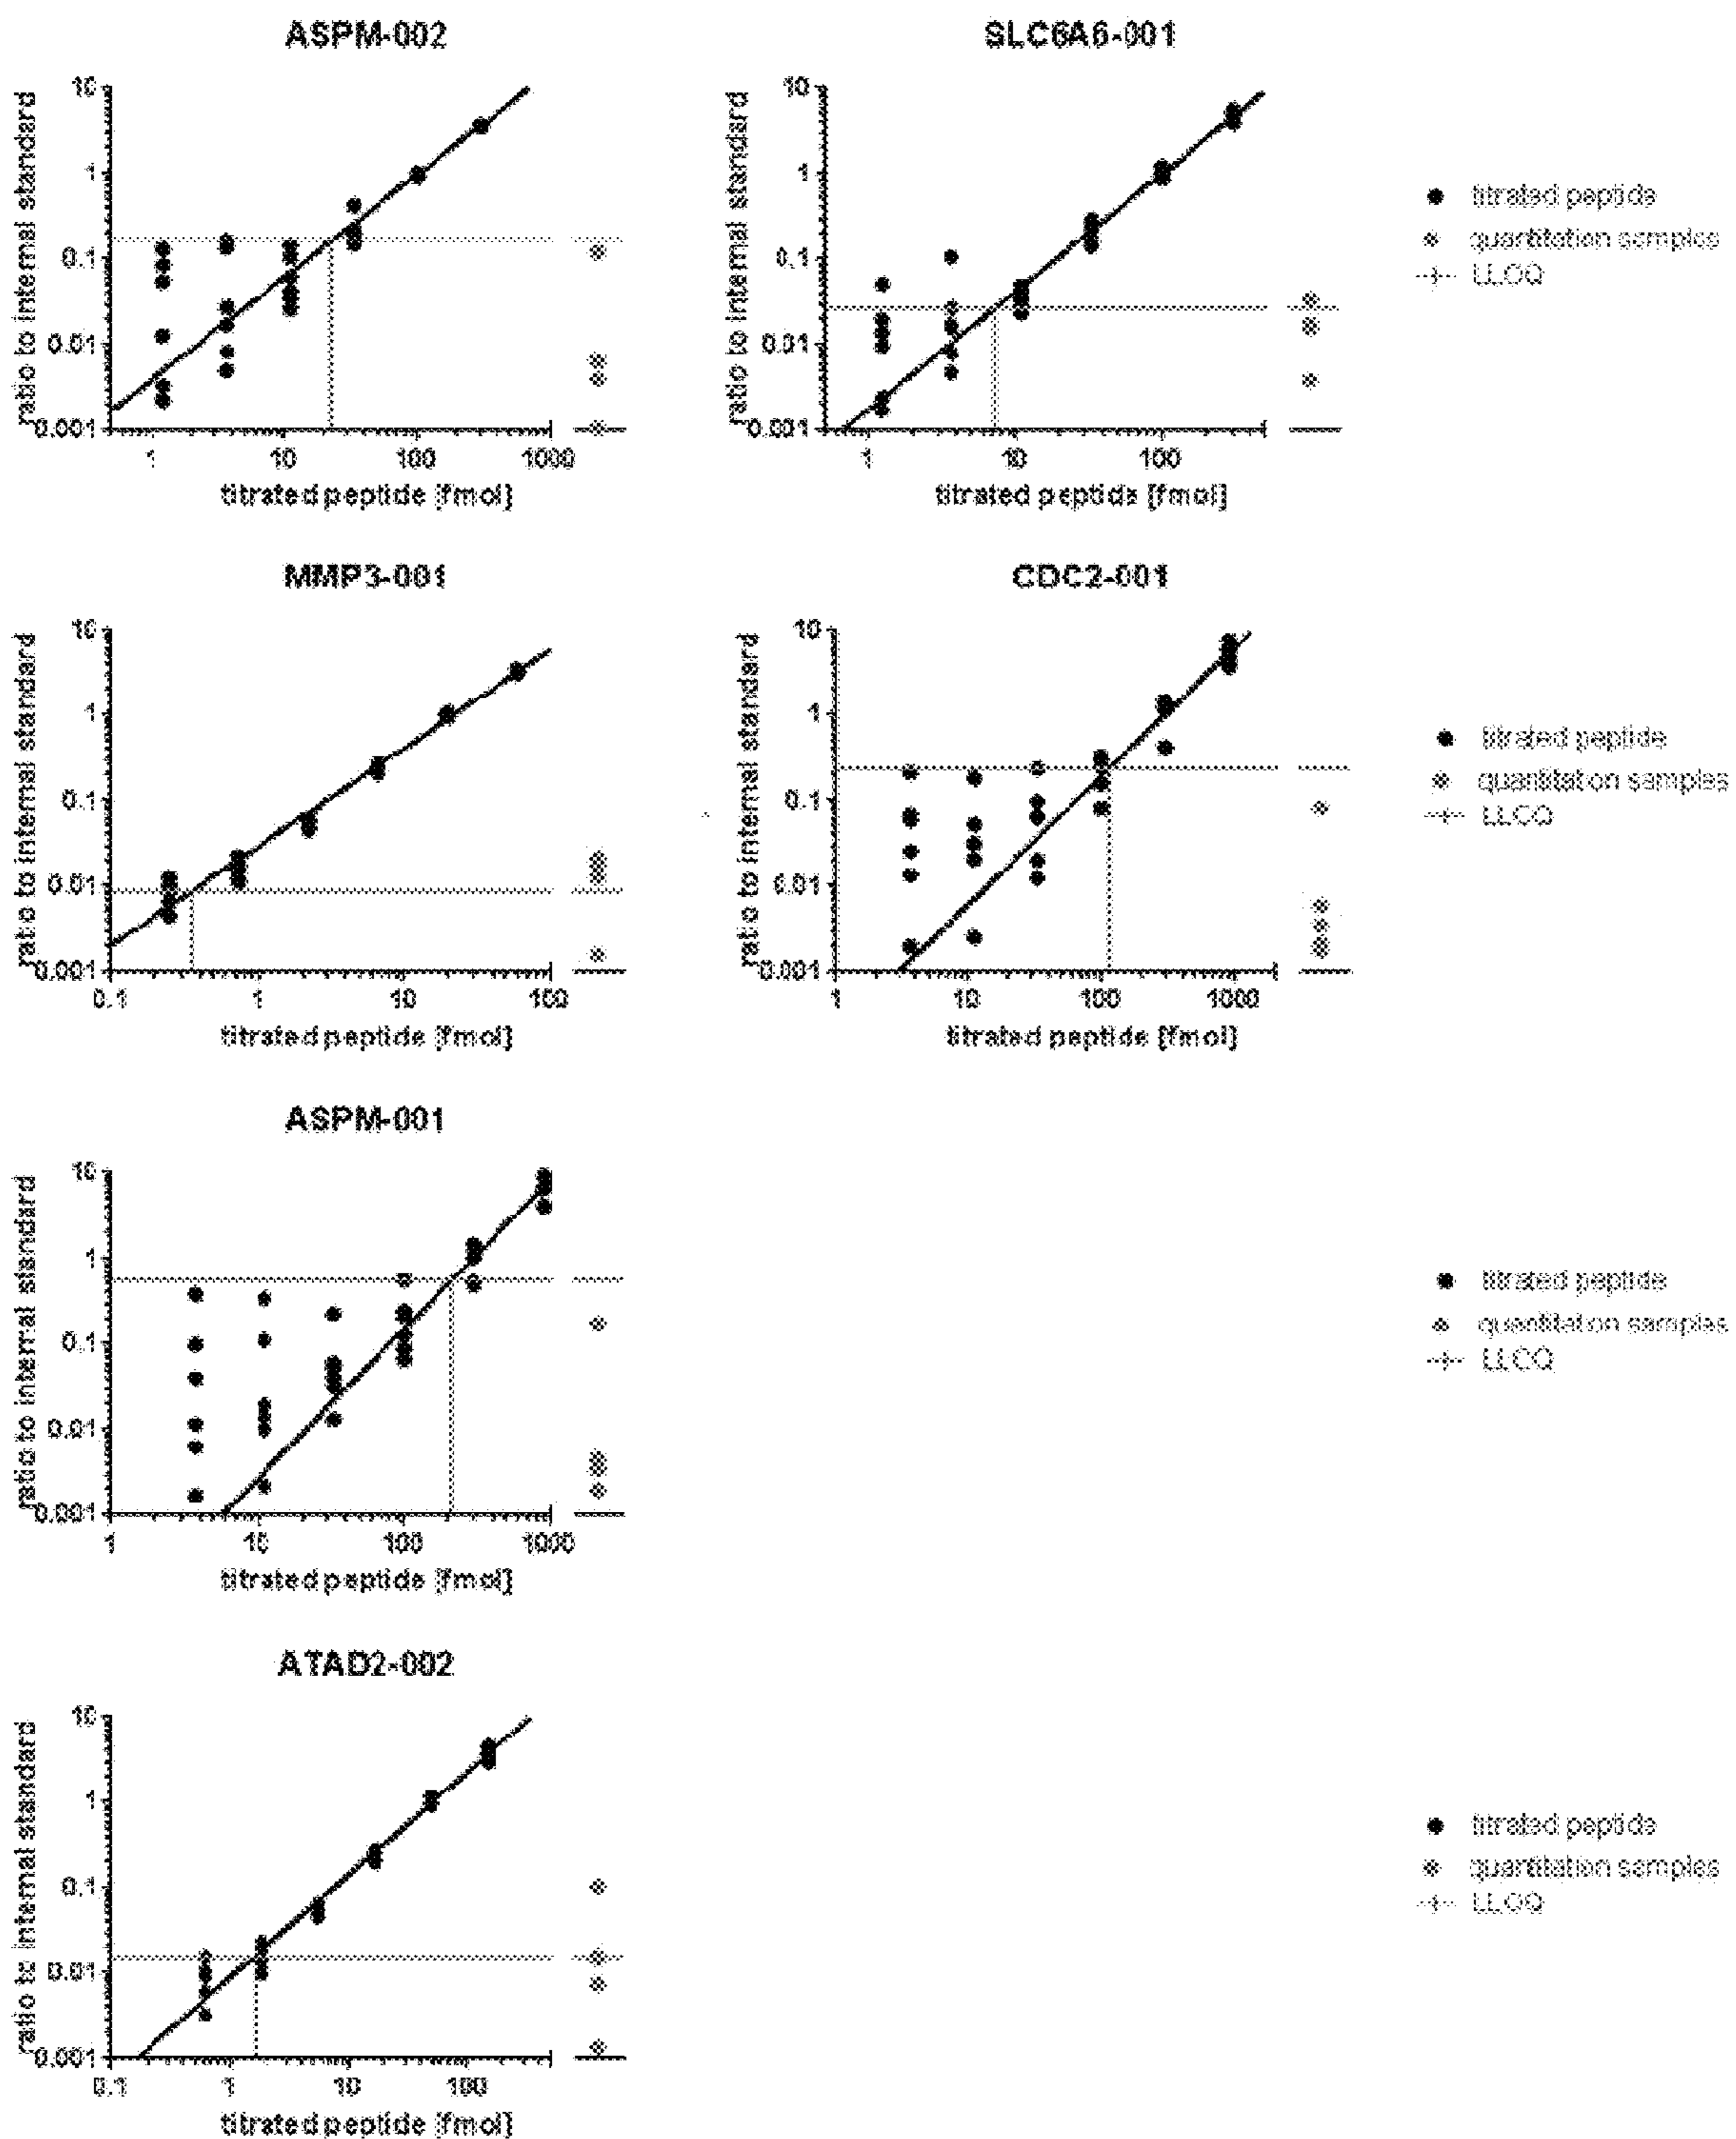 ASPM-002
ratio to internal standard
10
1
0.1
0.01
0.001
1 10 100 1000
titrated peptide [fmol]
SLC6A6-001
ratio to internal standard
10
1
0.1
0.01
0.001
1 10 100
titrated peptide [fmol]
titrated peptide
quantitation samples
LLOQ
MMP3-001
ratio to internal standard
10
1
0.1
0.01
0.001
0.1 1 10 100
titrated peptide [fmol]
CDC2-001
ratio to internal standard
10
1
0.1
0.01
0.001
1 10 100 1000
titrated peptide [fmol]
titrated peptide
quantitation samples
LLOQ
ASPM-001
ratio to internal standard
10
1
0.1
0.01
0.001
1 10 100 1000
titrated peptide [fmol]
titrated peptide
quantitation samples
LLOQ
ATAD2-002
ratio to internal standard
10
1
0.1
0.01
0.001
0.1 1 10 100
titrated peptide [fmol]
titrated peptide
quantitation samples
LLOQ